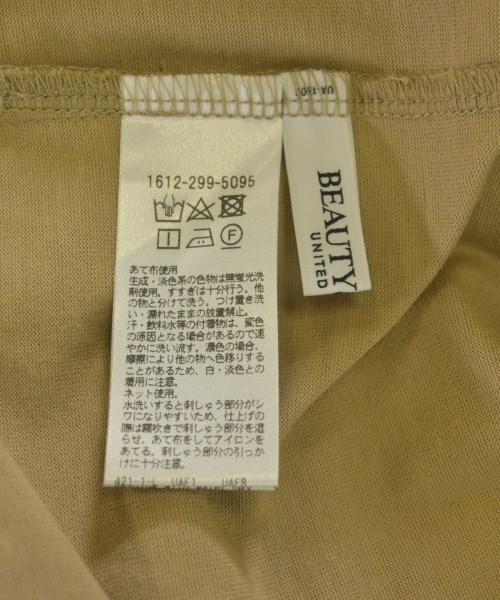 1612-299-5095
あて布使用
生成・淡色系の色物は無蛍光洗
剤使用。すすぎは十分行う。他
の物と分けて洗う。つけ置き洗
い・濡れたままの放置禁止。
汗・飲料水等の付着物は、変色
の原因となる場合があるので速
やかに洗い流す。濃色の場合、
摩擦により他の物へ色移りする
ことがあるため、白・淡色との
着用に注意。
ネット使用。
水洗いすると刺しゅう部分がシ
ワになりやすいため、仕上げの
際は霧吹きで刺しゅう部分を湿
らせ、あて布をしてアイロンを
あてる。刺しゅう部分の引っか
けに十分注意。
BEAUTY
UNITED